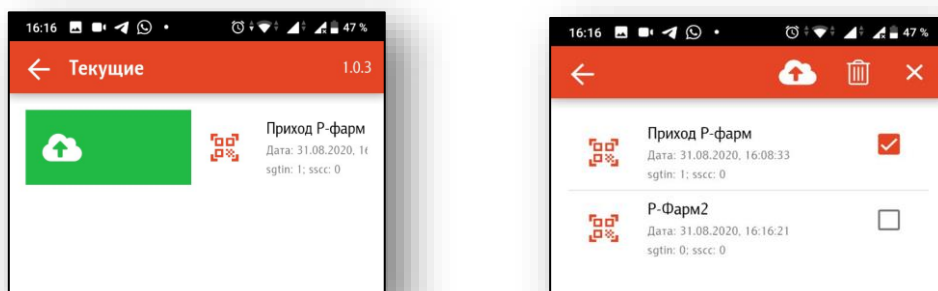 16:16 47 %
Текущие 1.0.3
Приход Р-фарм
Дата: 31.08.2020, 16
sgtin: 1; sscc: 0
16:16 47 %
Приход Р-фарм
Дата: 31.08.2020, 16:08:33
sgtin: 1; sscc: 0
Р-Фарм2
Дата: 31.08.2020, 16:16:21
sgtin: 0; sscc: 0